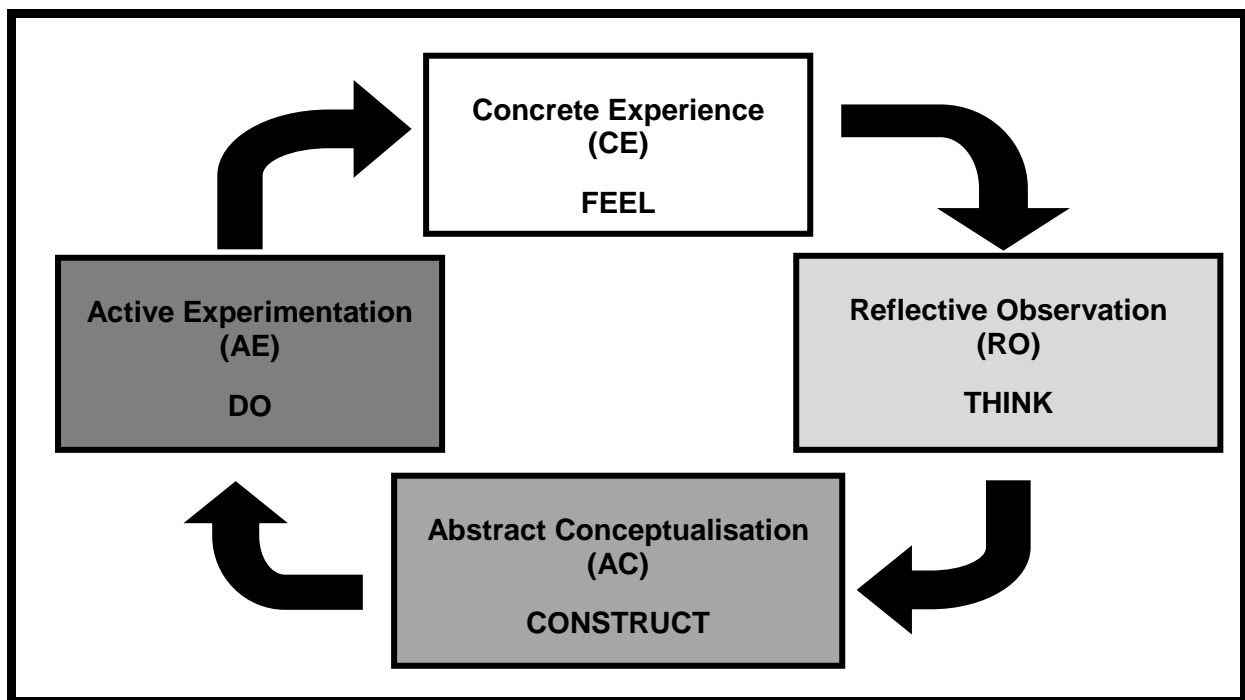 Concrete Experience
(CE)
FEEL
Reflective Observation
(RO)
THINK
Abstract Conceptualisation
(AC)
CONSTRUCT
Active Experimentation
(AE)
DO